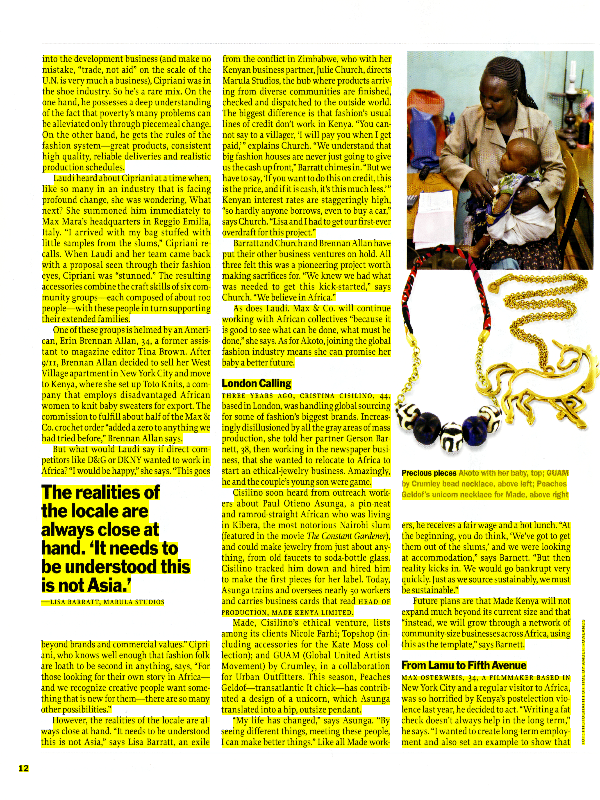 into the development business (and make no
mistake, "trade, not aid" on the scale of the
U.N. is very much a business), Cipriani was in
the shoe industry. So he's a rare mix. On the
one hand, he possesses a deep understanding
of the fact that poverty's many problems can
be alleviated only through piecemeal change.
On the other hand, he gets the rules of the
fashion system—great products, consistent
high quality, reliable deliveries and realistic
production schedules.
Laudi heard about Cipriani at a time when,
like so many in an industry that is facing
profound change, she was wondering, What
next? She summoned him immediately to
Max Mara's headquarters in Reggio Emilia,
Italy. "I arrived with my bag stuffed with
little samples from the slums," Cipriani re-
calls. When Laudi and her team came back
with a proposal seen through their fashion
eyes, Cipriani was "stunned." The resulting
accessories combine the craft skills of six com-
munity groups—each composed of about 100
people—with these people in turn supporting
their extended families.
One of these groups is helmed by an Ameri-
can, Erin Brennan Allan, 34, a former assis-
tant to magazine editor Tina Brown. After
9/11, Brennan Allan decided to sell her West
Village apartment in New York City and move
to Kenya, where she set up Toto Knits, a com-
pany that employs disadvantaged African
women to knit baby sweaters for export. The
commission to fulfill about half of the Max &
Co. crochet order "added a zero to anything we
had tried before," Brennan Allan says.
But what would Laudi say if direct com-
petitors like D&G or DKNY wanted to work in
Africa? "I would be happy," she says. "This goes
The realities of
the locale are
always close at
hand. 'It needs to
be understood this
is not Asia.'
—LISA BARRATT, MARULA STUDIOS
beyond brands and commercial values." Cipri-
ani, who knows well enough that fashion folk
are loath to be second in anything, says, "For
those looking for their own story in Africa—
and we recognize creative people want some-
thing that is new for them—there are so many
other possibilities."
However, the realities of the locale are al-
ways close at hand. "It needs to be understood
this is not Asia," says Lisa Barratt, an exile
from the conflict in Zimbabwe, who with her
Kenyan business partner, Julie Church, directs
Marula Studios, the hub where products arriv-
ing from diverse communities are finished,
checked and dispatched to the outside world.
The biggest difference is that fashion's usual
lines of credit don't work in Kenya. "You can-
not say to a villager, 'I will pay you when I get
paid,'" explains Church. "We understand that
big fashion houses are never just going to give
us the cash up front," Barratt chimes in. "But we
have to say, 'If you want to do this on credit, this
is the price, and if it is cash, it's this much less.'"
Kenyan interest rates are staggeringly high,
"so hardly anyone borrows, even to buy a car,"
says Church. "Lisa and I had to get our first-ever
overdraft for this project."
Barratt and Church and Brennan Allan have
put their other business ventures on hold. All
three felt this was a pioneering project worth
making sacrifices for. "We knew we had what
was needed to get this kick-started," says
Church. "We believe in Africa."
As does Laudi. Max & Co. will continue
working with African collectives "because it
is good to see what can be done, what must be
done," she says. As for Akoto, joining the global
fashion industry means she can promise her
baby a better future.
London Calling
THREE YEARS AGO, CRISTINA CISILINO, 44,
based in London, was handling global sourcing
for some of fashion's biggest brands. Increas-
ingly disillusioned by all the gray areas of mass
production, she told her partner Gerson Bar-
nett, 38, then working in the newspaper busi-
ness, that she wanted to relocate to Africa to
start an ethical-jewelry business. Amazingly,
he and the couple's young son were game.
Cisilino soon heard from outreach work-
ers about Paul Otieno Asunga, a pin-neat
and ramrod-straight African who was living
in Kibera, the most notorious Nairobi slum
(featured in the movie The Constant Gardener),
and could make jewelry from just about any-
thing, from old faucets to soda-bottle glass.
Cisilino tracked him down and hired him
to make the first pieces for her label. Today,
Asunga trains and oversees nearly 30 workers
and carries business cards that read HEAD OF
PRODUCTION, MADE KENYA LIMITED.
Made, Cisilino's ethical venture, lists
among its clients Nicole Farhi; Topshop (in-
cluding accessories for the Kate Moss col-
lection); and GUAM (Global United Artists
Movement) by Crumley, in a collaboration
for Urban Outfitters. This season, Peaches
Geldof—transatlantic It chick—has contrib-
uted a design of a unicorn, which Asunga
translated into a hip, outsize pendant.
"My life has changed," says Asunga. "By
seeing different things, meeting these people,
I can make better things." Like all Made work-
Precious pieces Akoto with her baby, top; GUAM
by Crumley bead necklace, above left; Peaches
Geldof's unicorn necklace for Made, above right
ers, he receives a fair wage and a hot lunch. "At
the beginning, you do think, 'We've got to get
them out of the slums,' and we were looking
at accommodation," says Barnett. "But then
reality kicks in. We would go bankrupt very
quickly. Just as we source sustainably, we must
be sustainable."
Future plans are that Made Kenya will not
expand much beyond its current size and that
"instead, we will grow through a network of
community-size businesses across Africa, using
this as the template," says Barnett.
From Lamu to Fifth Avenue
MAX OSTERWEIS, 34, A FILMMAKER BASED IN
New York City and a regular visitor to Africa,
was so horrified by Kenya's postelection vio-
lence last year, he decided to act. "Writing a fat
check doesn't always help in the long term,"
he says. "I wanted to create long term employ-
ment and also set an example to show that
12